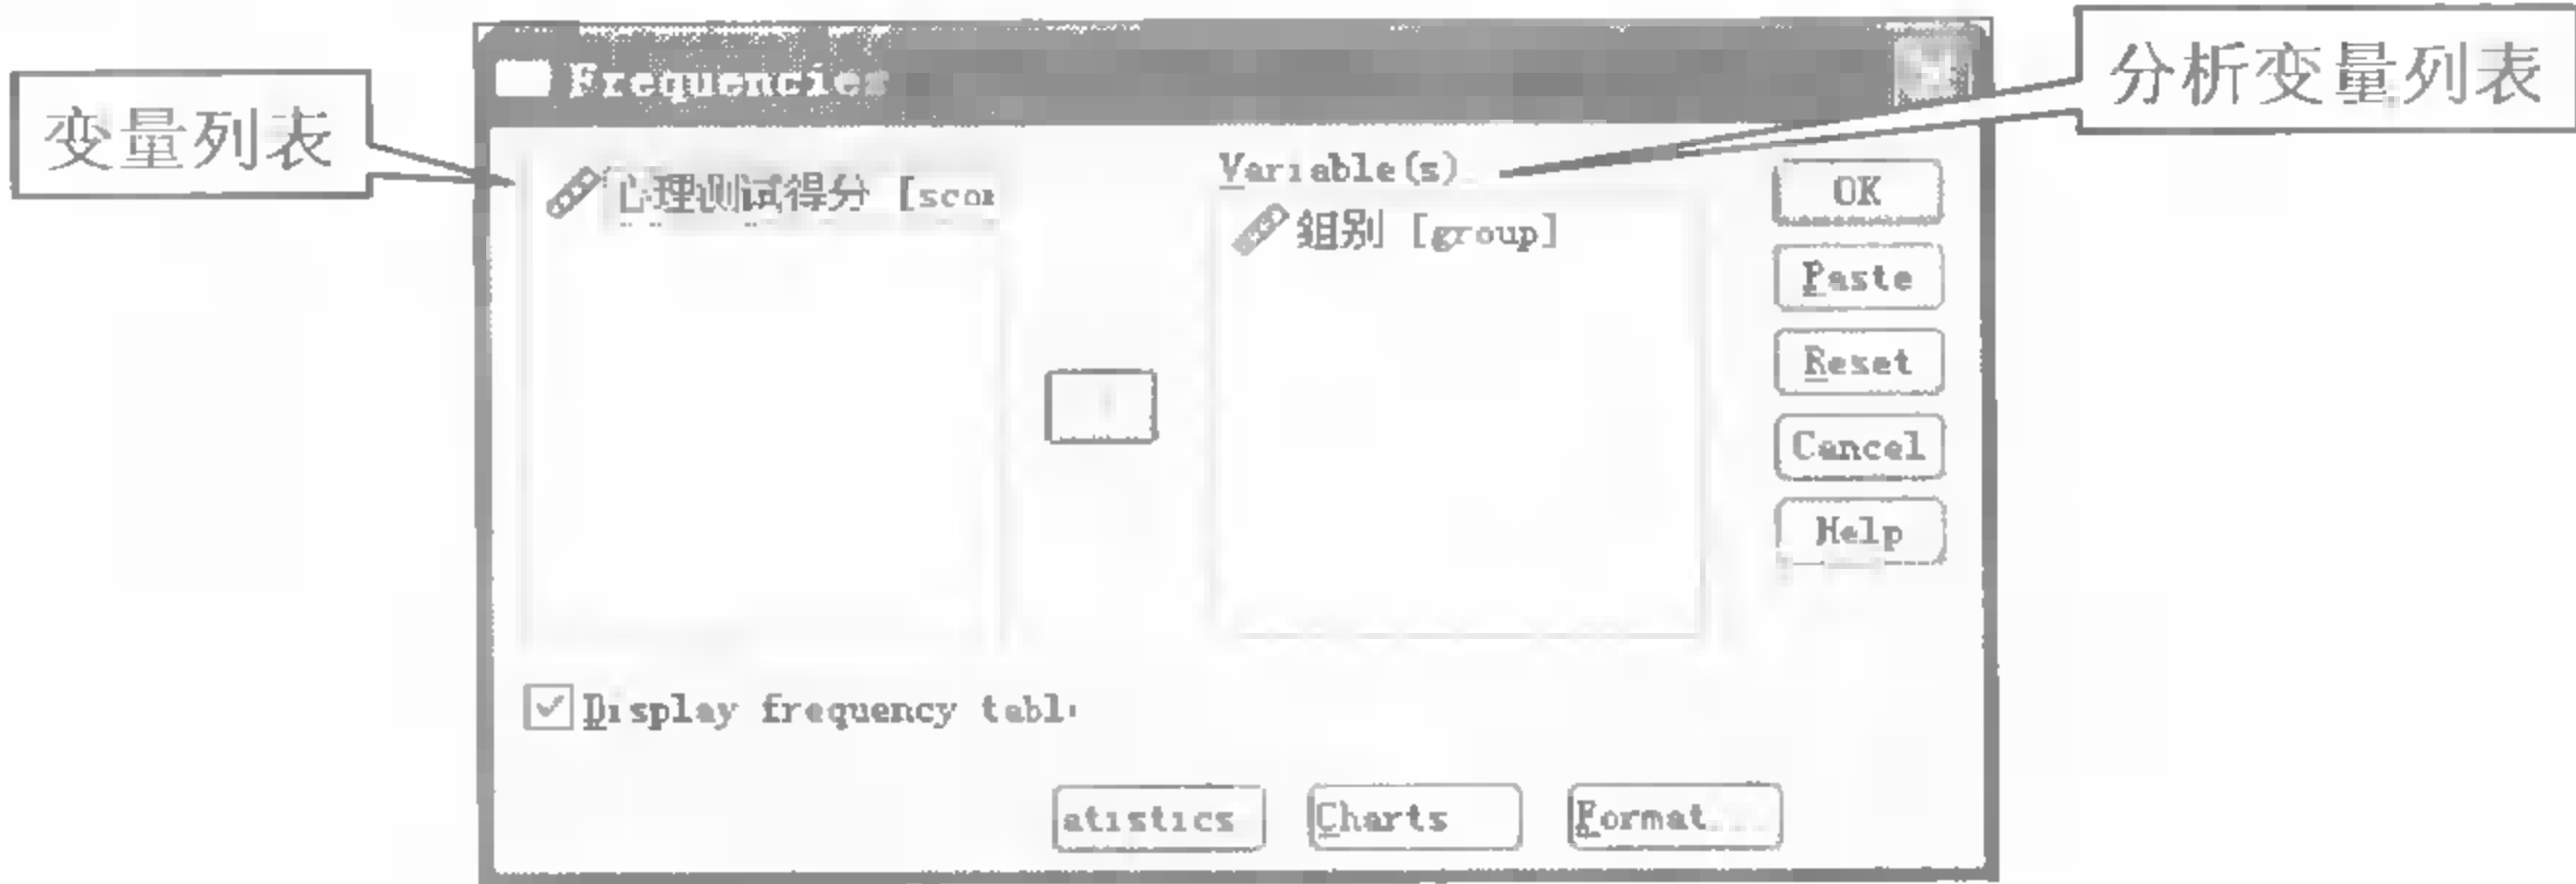 变量列表
Frequencies
分析变量列表
心理测试得分 [scor
Variable(s)
组别 [group]
OK
Paste
Reset
Cancel
Help
Display frequency tabl
atistics
Charts
Format